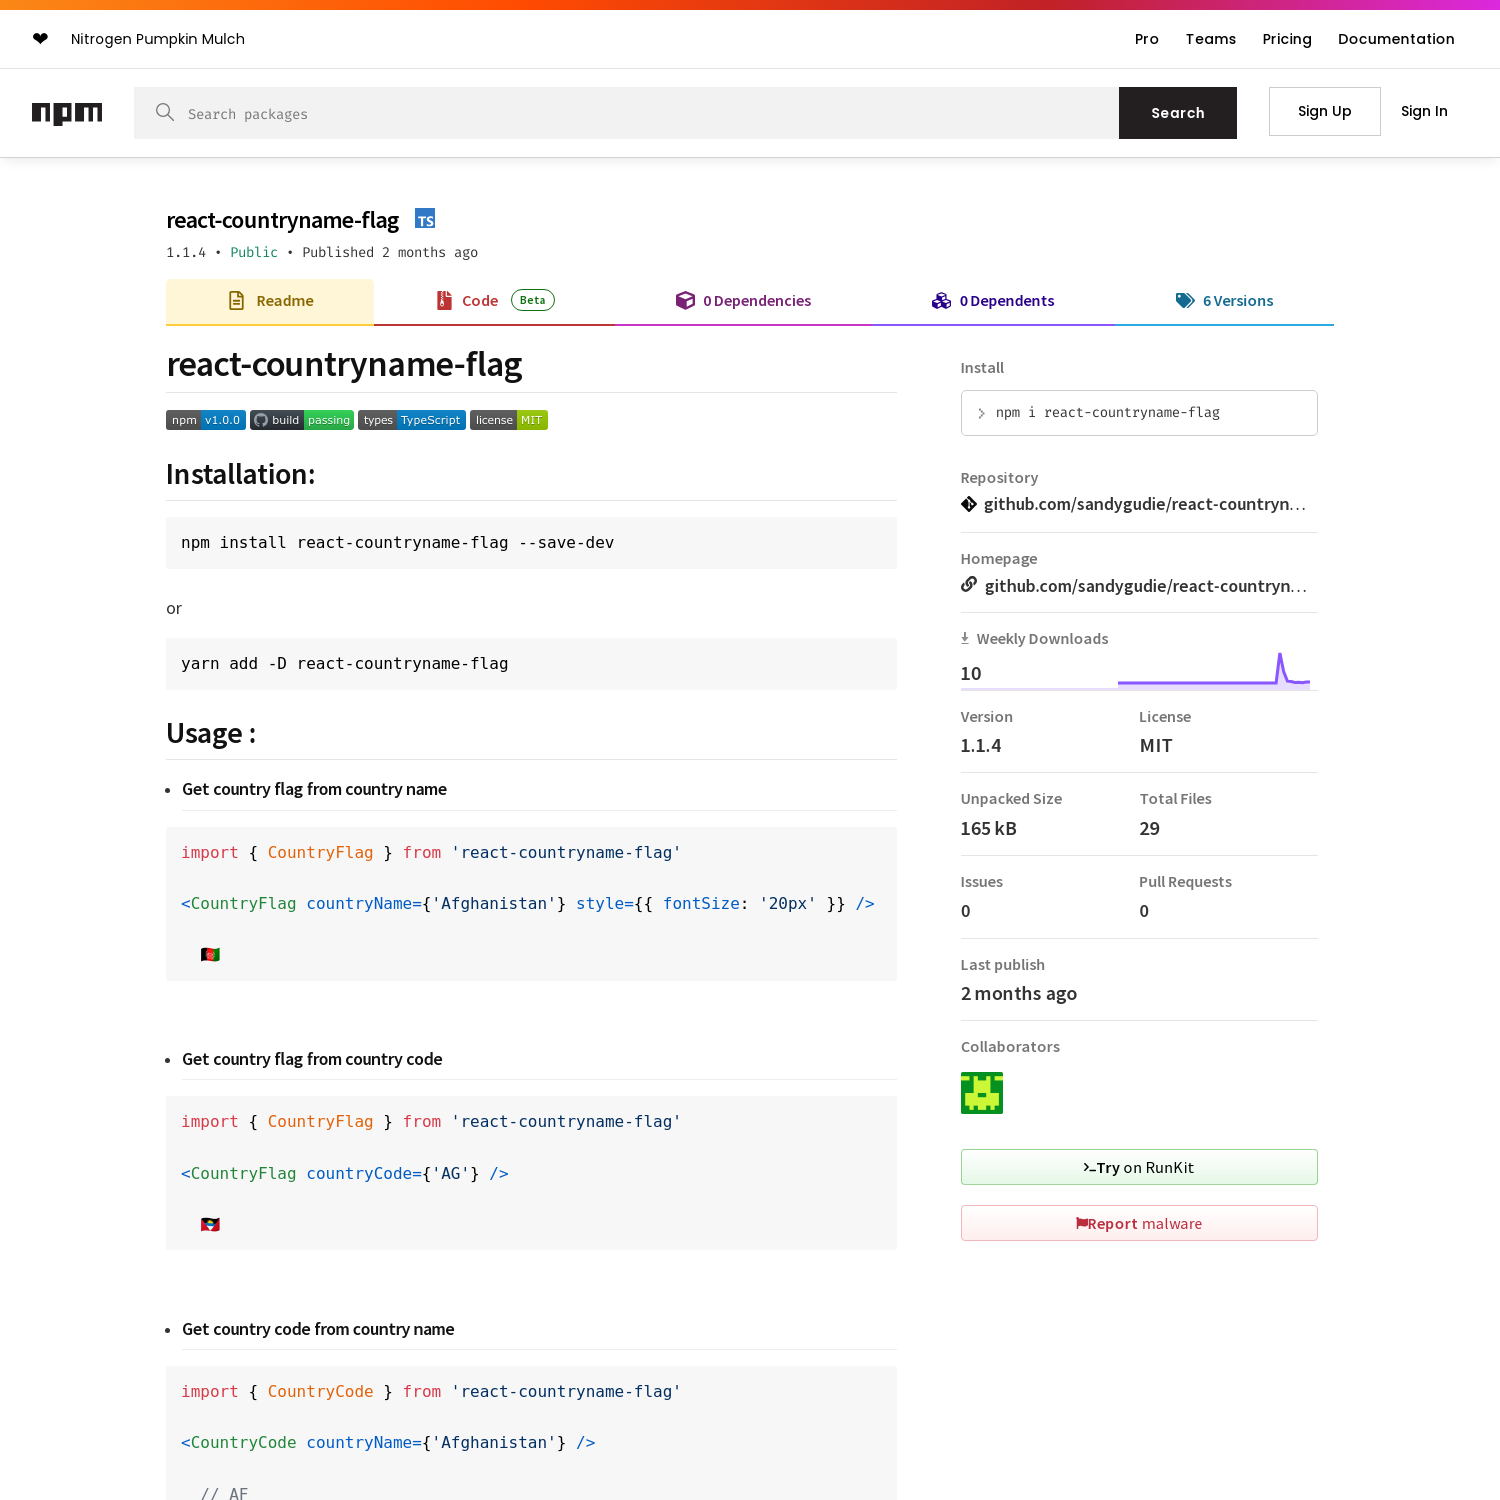 ❤ Nitrogen Pumpkin Mulch
Pro Teams Pricing Documentation
npm
Search packages
Search
Sign Up
Sign In
react-countryname-flag TS
1.1.4 • Public • Published 2 months ago
Readme
Code Beta
0 Dependencies
0 Dependents
6 Versions
react-countryname-flag
npm v1.0.0 build passing types TypeScript license MIT
Installation:
npm install react-countryname-flag --save-dev
or
yarn add -D react-countryname-flag
Usage :
• Get country flag from country name
import { CountryFlag } from 'react-countryname-flag'
<CountryFlag countryName={'Afghanistan'} style={{ fontSize: '20px' }} />
🇦🇫
• Get country flag from country code
import { CountryFlag } from 'react-countryname-flag'
<CountryFlag countryCode={'AG'} />
🇦🇬
• Get country code from country name
import { CountryCode } from 'react-countryname-flag'
<CountryCode countryName={'Afghanistan'} />
// AF
Install
npm i react-countryname-flag
Repository
github.com/sandygudie/react-countryn…
Homepage
github.com/sandygudie/react-countryn…
Weekly Downloads
10
Version
1.1.4
License
MIT
Unpacked Size
165 kB
Total Files
29
Issues
0
Pull Requests
0
Last publish
2 months ago
Collaborators
Try on RunKit
Report malware